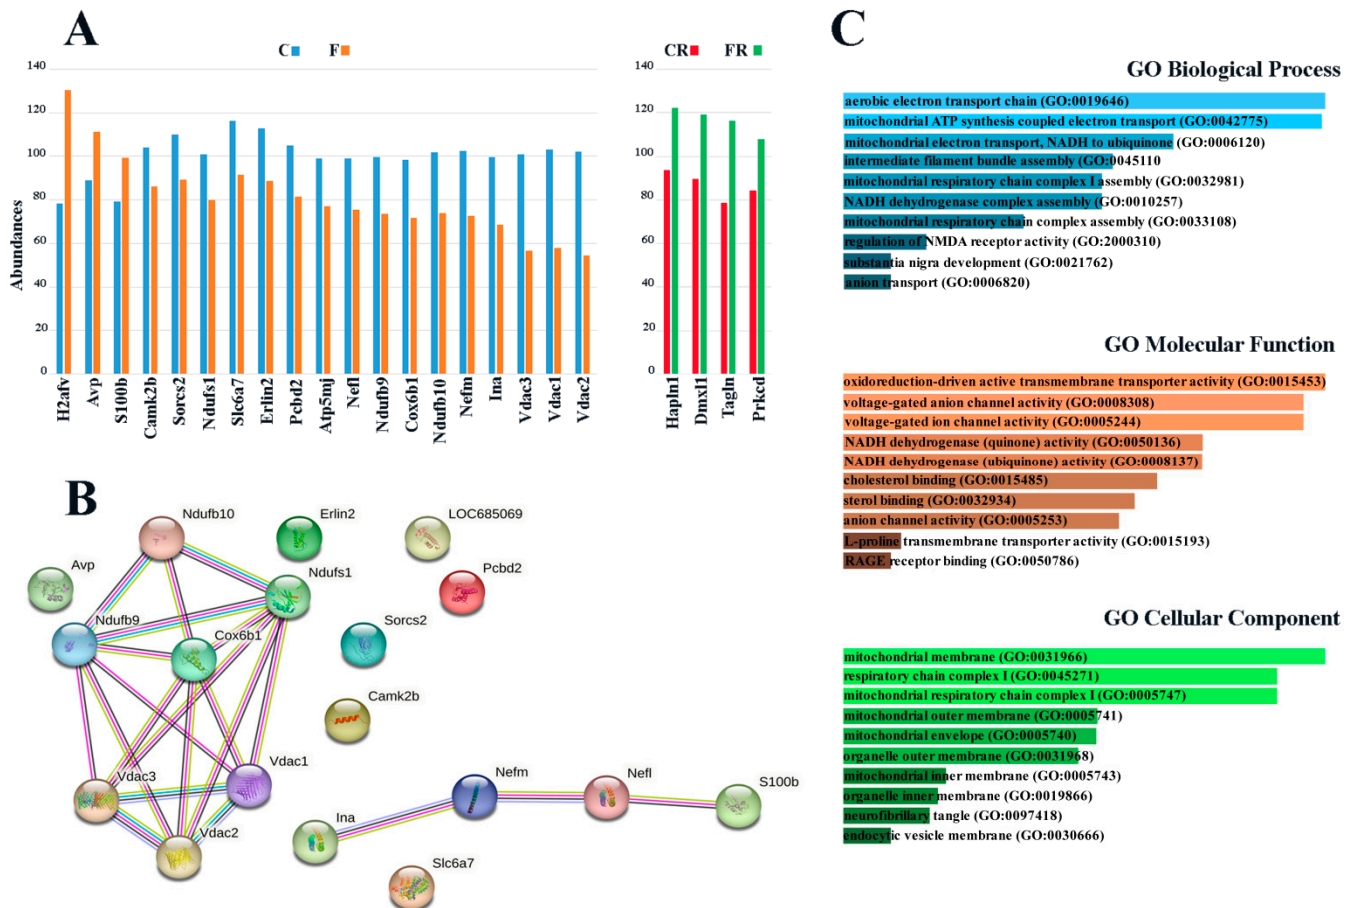 A
C F
CR FR
Abundances
140
120
100
80
60
40
20
0
H2afv
Avp
S100b
Camk2b
Sorcs2
Ndufs1
Slc6a7
Erlin2
Pcbd2
Atp5mj
Nefl
Ndufb9
Cox6b1
Ndufb10
Nefm
Ina
Vdac3
Vdac1
Vdac2
140
120
100
80
60
40
20
0
Hapln1
Dmxl1
Tagln
Prkcd
B
Ndufb10
Erlin2
LOC685069
Avp
Ndufs1
Pcbd2
Ndufb9
Cox6b1
Sorcs2
Camk2b
Vdac3
Vdac1
Nefm
Nefl
S100b
Vdac2
Ina
Slc6a7
C
GO Biological Process
aerobic electron transport chain (GO:0019646)
mitochondrial ATP synthesis coupled electron transport (GO:0042775)
mitochondrial electron transport, NADH to ubiquinone (GO:0006120)
intermediate filament bundle assembly (GO:0045110
mitochondrial respiratory chain complex I assembly (GO:0032981)
NADH dehydrogenase complex assembly (GO:0010257)
mitochondrial respiratory chain complex assembly (GO:0033108)
regulation of NMDA receptor activity (GO:2000310)
substantia nigra development (GO:0021762)
anion transport (GO:0006820)
GO Molecular Function
oxidoreduction-driven active transmembrane transporter activity (GO:0015453)
voltage-gated anion channel activity (GO:0008308)
voltage-gated ion channel activity (GO:0005244)
NADH dehydrogenase (quinone) activity (GO:0050136)
NADH dehydrogenase (ubiquinone) activity (GO:0008137)
cholesterol binding (GO:0015485)
sterol binding (GO:0032934)
anion channel activity (GO:0005253)
L-proline transmembrane transporter activity (GO:0015193)
RAGE receptor binding (GO:0050786)
GO Cellular Component
mitochondrial membrane (GO:0031966)
respiratory chain complex I (GO:0045271)
mitochondrial respiratory chain complex I (GO:0005747)
mitochondrial outer membrane (GO:0005741)
mitochondrial envelope (GO:0005740)
organelle outer membrane (GO:0031968)
mitochondrial inner membrane (GO:0005743)
organelle inner membrane (GO:0019866)
neurofibrillary tangle (GO:0097418)
endocytic vesicle membrane (GO:0030666)